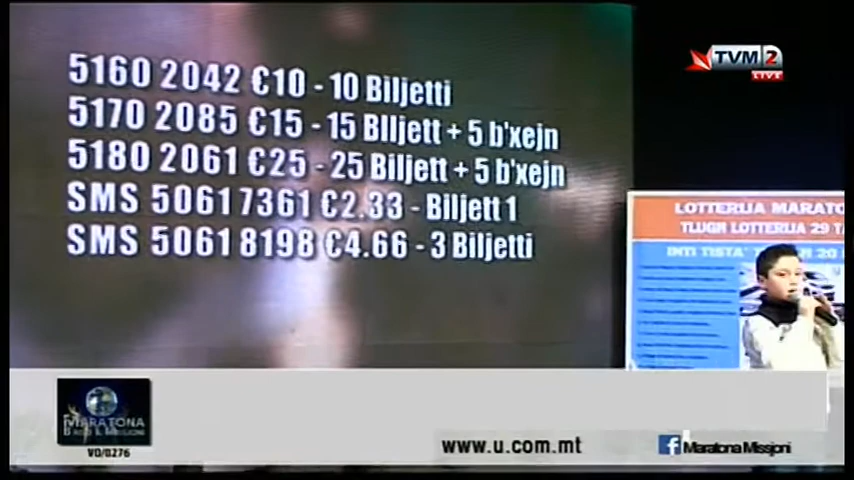 5160 2042 €10 - 10 Biljetti
5170 2085 €15 - 15 BIljett + 5 b'xejn
5180 2061 €25 - 25 Biljett + 5 b'xejn
SMS 5061 7361 €2.33 - Biljett 1
SMS 5061 8198 €4.66 - 3 Biljetti
TVM 2
LIVE
LOTTERIJA MARATO
TLUGĦ LOTTERIJA 29 T
INTI TISTA'
MARATONA
VO/0276
www.u.com.mt
f Maratona Missjoni